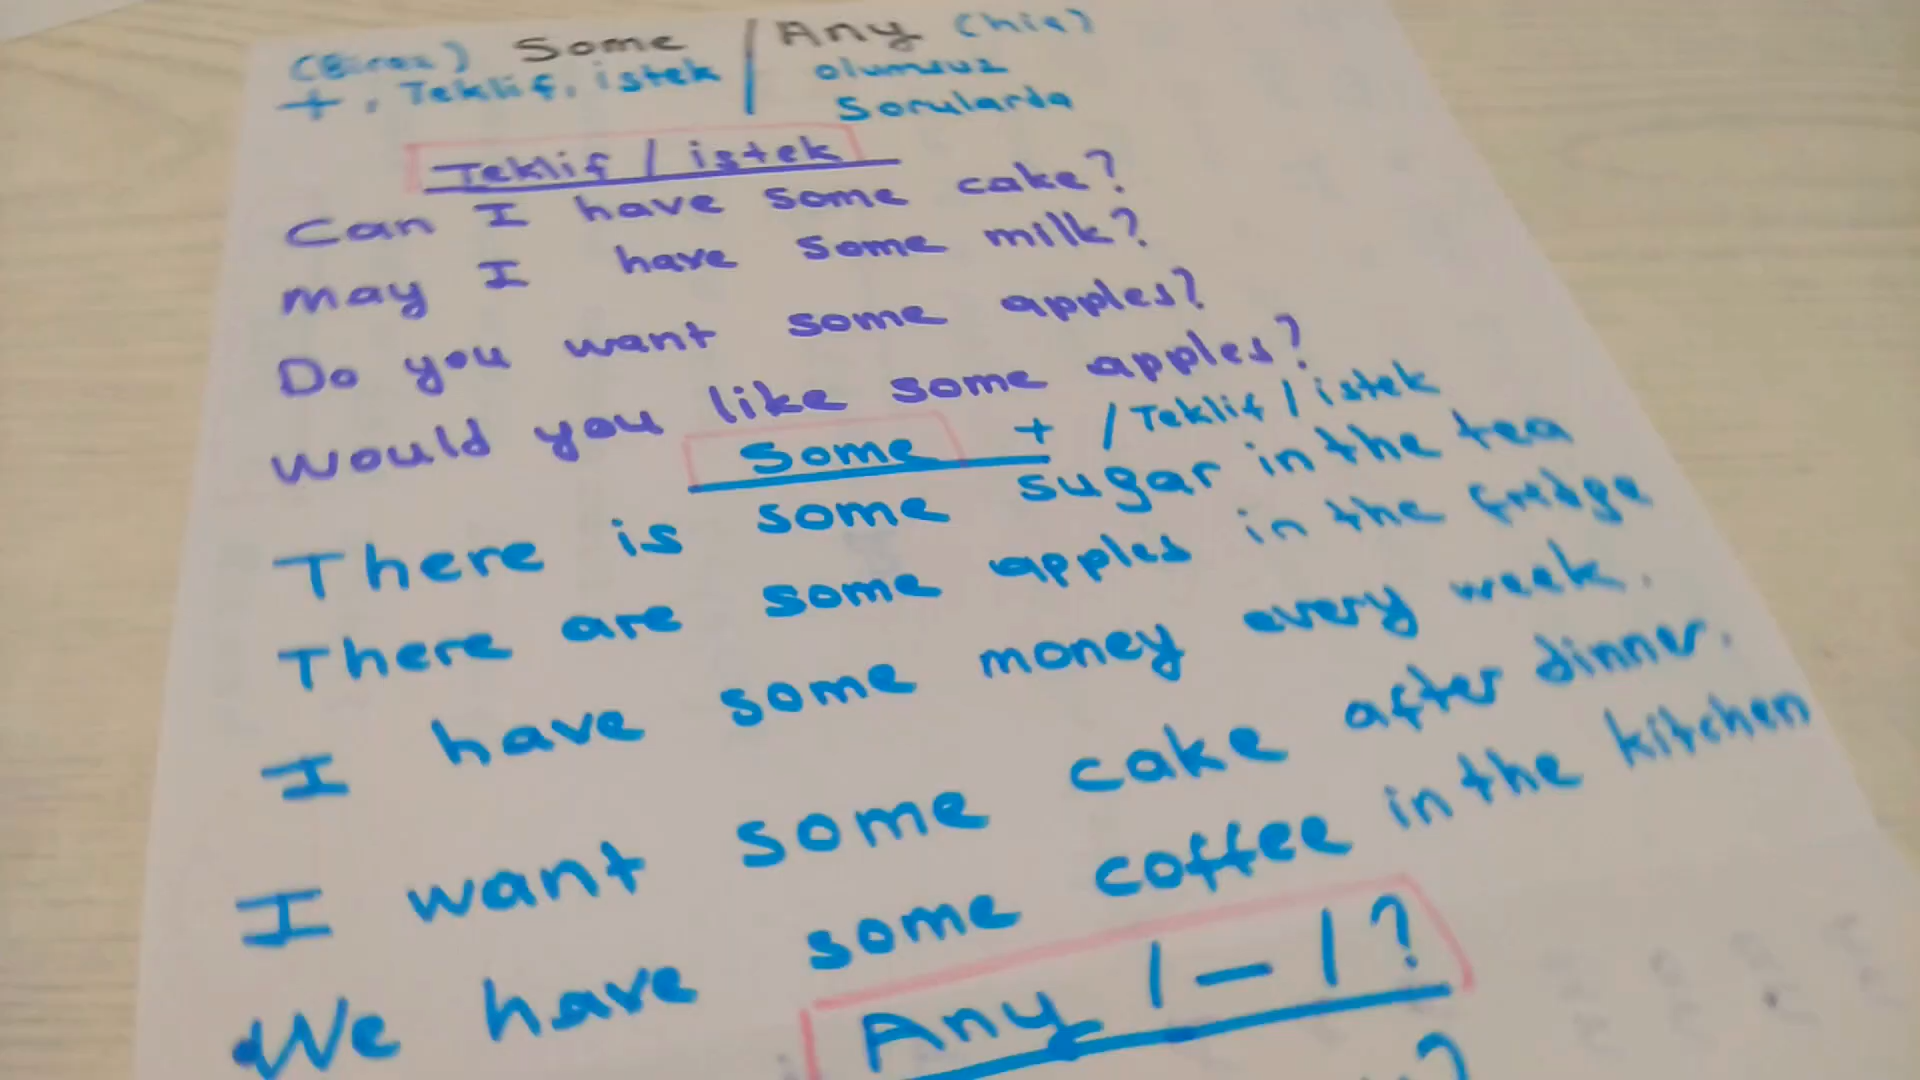 (Biraz) Some / Any (hiç)
+, Teklif, istek / olumsuz
Sorularda
Teklif / istek
Can I have some cake?
may I have some milk?
Do you want some apples?
Would you like some apples?
Some + / Teklif / istek
There is some sugar in the tea
There are some apples in the fridge
I have some money every week.
I want some cake after dinner.
We have some coffee in the kitchen
Any / - / ?